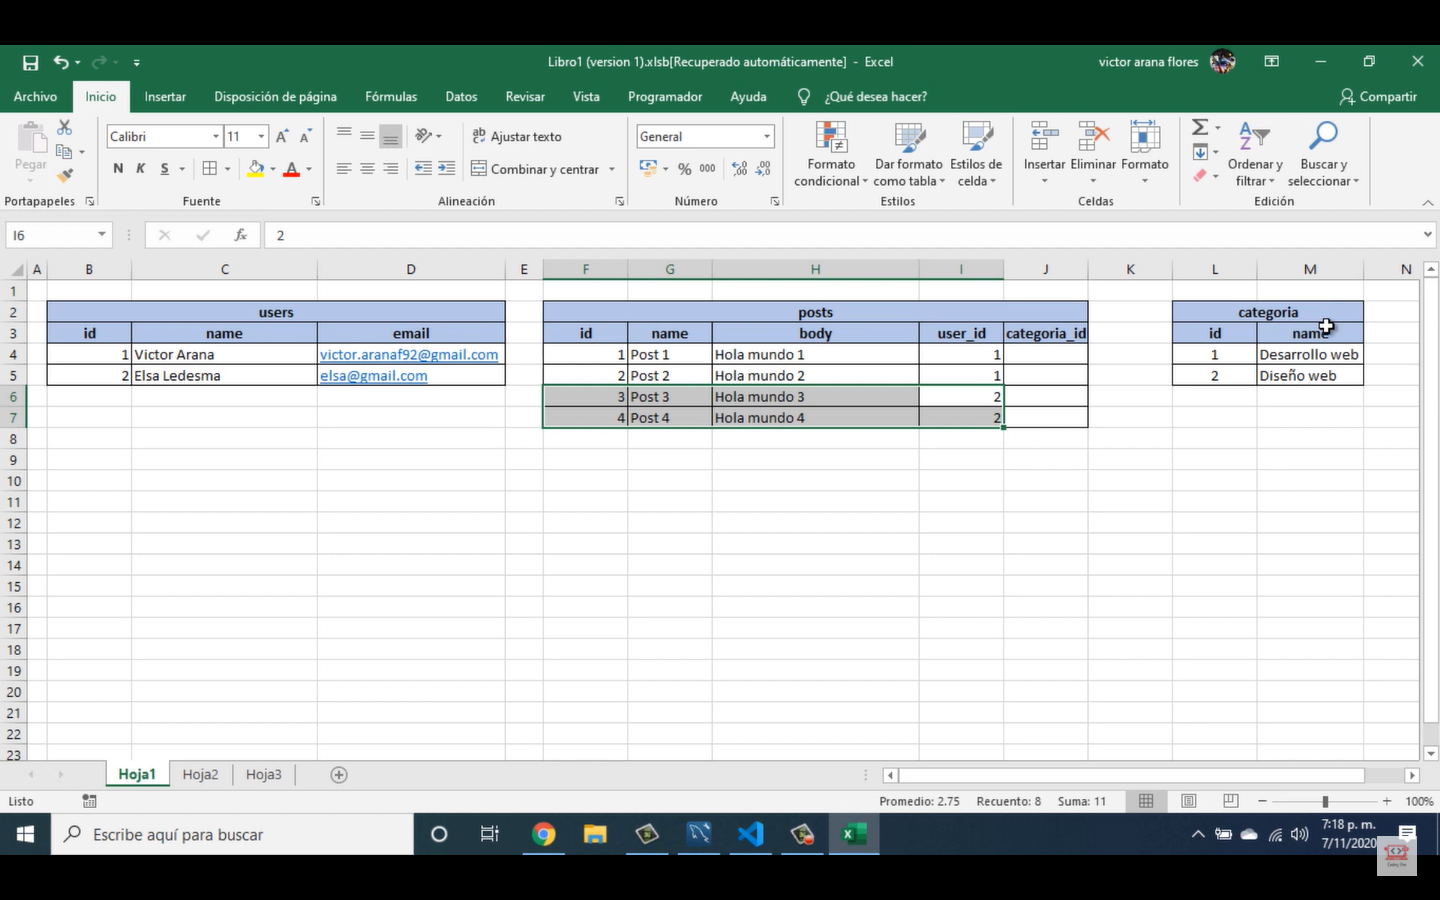 Libro1 (version 1).xlsb[Recuperado automáticamente] - Excel
victor arana flores
Archivo Inicio Insertar Disposición de página Fórmulas Datos Revisar Vista Programador Ayuda ¿Qué desea hacer? Compartir
Pegar
Portapapeles
Calibri 11
N K S
Fuente
Ajustar texto
Combinar y centrar
Alineación
General
% 000
Número
Formato condicional
Dar formato como tabla
Estilos de celda
Estilos
Insertar Eliminar Formato
Celdas
Ordenar y filtrar
Buscar y seleccionar
Edición
I6 fx 2
A B C D E F G H I J K L M N
1
2 users posts categoria
3 id name email id name body user_id categoria_id id name
4 1 Victor Arana victor.aranaf92@gmail.com 1 Post 1 Hola mundo 1 1 1 Desarrollo web
5 2 Elsa Ledesma elsa@gmail.com 2 Post 2 Hola mundo 2 1 2 Diseño web
6 3 Post 3 Hola mundo 3 2
7 4 Post 4 Hola mundo 4 2
8
9
10
11
12
13
14
15
16
17
18
19
20
21
22
23
Hoja1 Hoja2 Hoja3
Listo
Promedio: 2.75 Recuento: 8 Suma: 11 100%
Escribe aquí para buscar
7:18 p. m.
7/11/2020